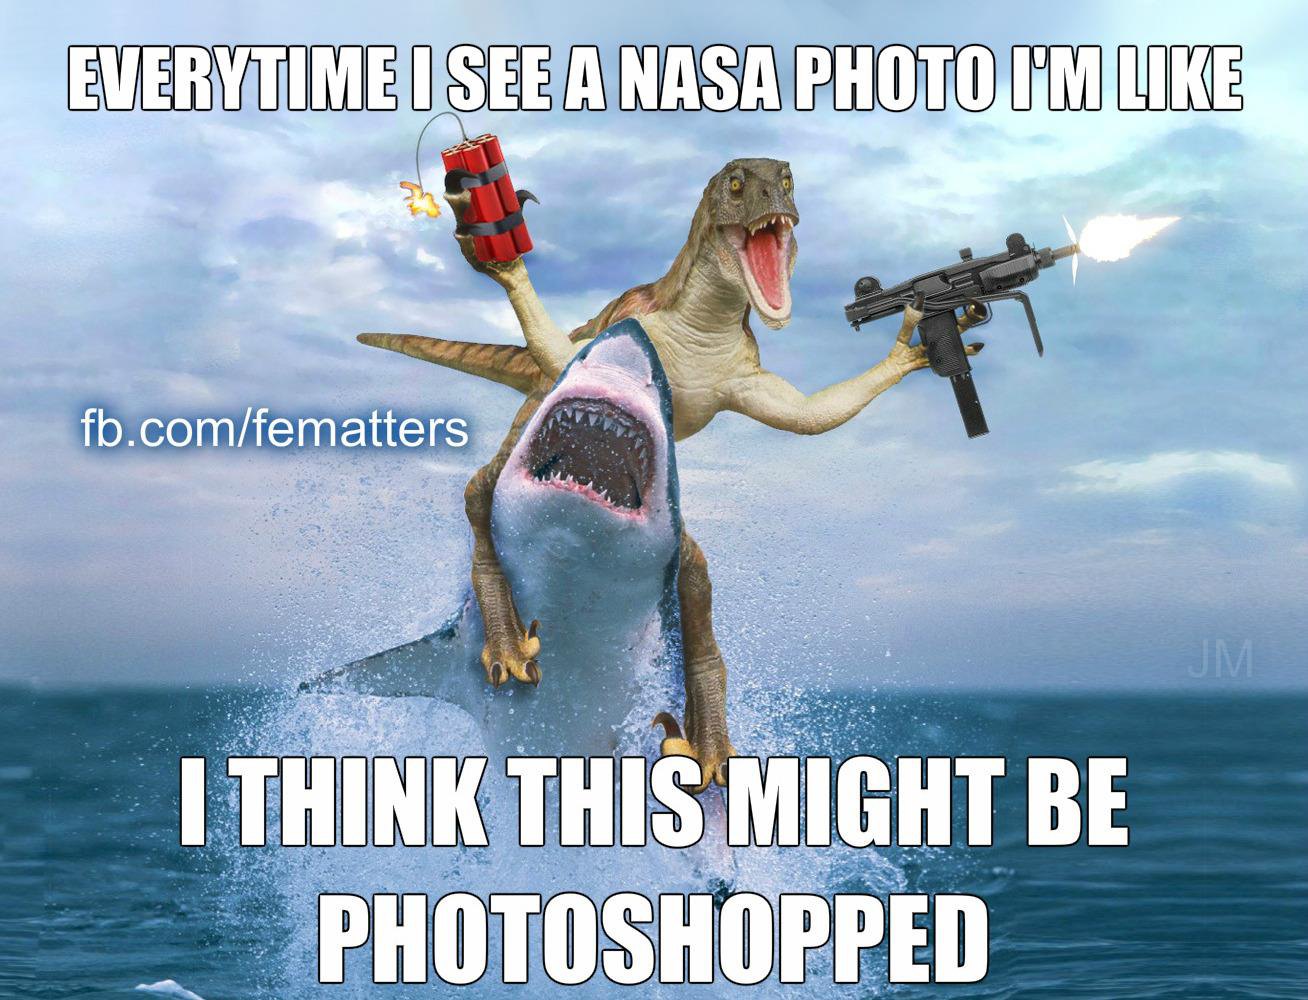 EVERYTIME I SEE A NASA PHOTO I'M LIKE
fb.com/fematters
JM
I THINK THIS MIGHT BE
PHOTOSHOPPED